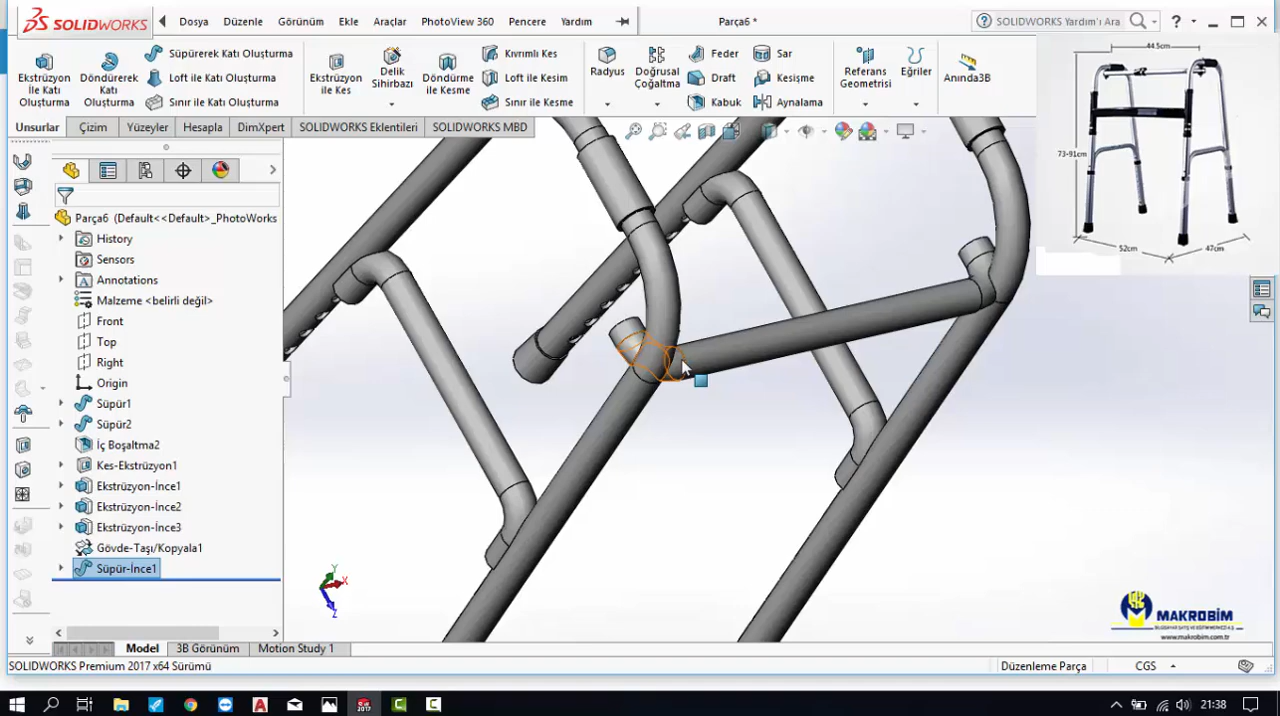 SOLIDWORKS Dosya Düzenle Görünüm Ekle Araçlar PhotoView 360 Pencere Yardım Parça6 * SOLIDWORKS Yardım'ı Ara
Ekstrüzyon İle Katı Oluşturma
Döndürerek Katı Oluşturma
Süpürerek Katı Oluşturma
Loft ile Katı Oluşturma
Sınır ile Katı Oluşturma
Ekstrüzyon ile Kes
Delik Sihirbazı
Döndürme ile Kesme
Kıvrımlı Kes
Loft ile Kesim
Sınır ile Kesme
Radyus
Doğrusal Çoğaltma
Feder
Draft
Kabuk
Sar
Kesişme
Aynalama
Referans Geometrisi
Eğriler
Anında3B
Unsurlar Çizim Yüzeyler Hesapla DimXpert SOLIDWORKS Eklentileri SOLIDWORKS MBD
44.5cm
73-91cm
52cm
47cm
Parça6 (Default<<Default>_PhotoWorks
History
Sensors
Annotations
Malzeme <belirli değil>
Front
Top
Right
Origin
Süpür1
Süpür2
İç Boşaltma2
Kes-Ekstrüzyon1
Ekstrüzyon-İnce1
Ekstrüzyon-İnce2
Ekstrüzyon-İnce3
Gövde-Taşı/Kopyala1
Süpür-İnce1
Y
X
Z
MAKROBİM
www.makrobim.com
Model 3B Görünüm Motion Study 1
SOLIDWORKS Premium 2017 x64 Sürümü Düzenleme Parça CGS
21:38